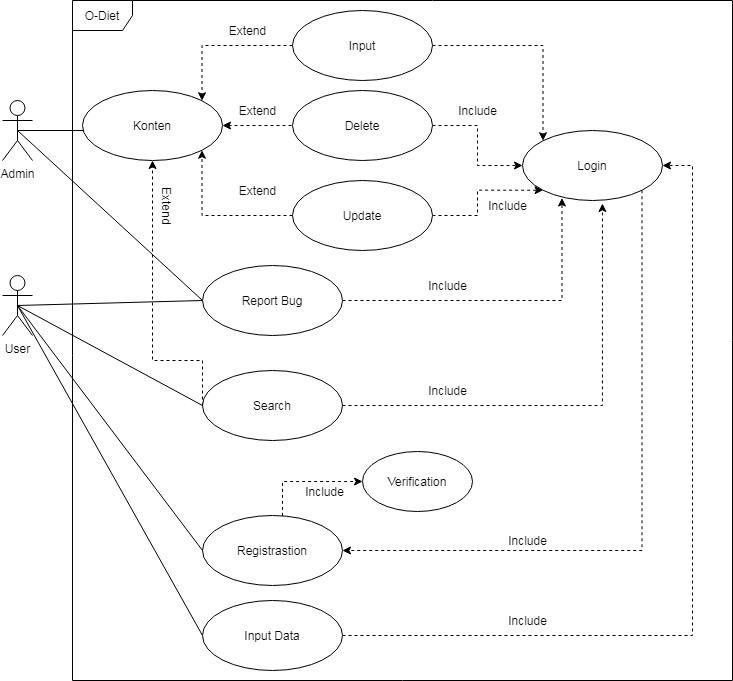 O-Diet
Extend
Input
Konten
Extend
Delete
Include
Login
Admin
Extend
Extend
Update
Include
Report Bug
Include
User
Search
Include
Verification
Include
Registrastion
Include
Input Data
Include